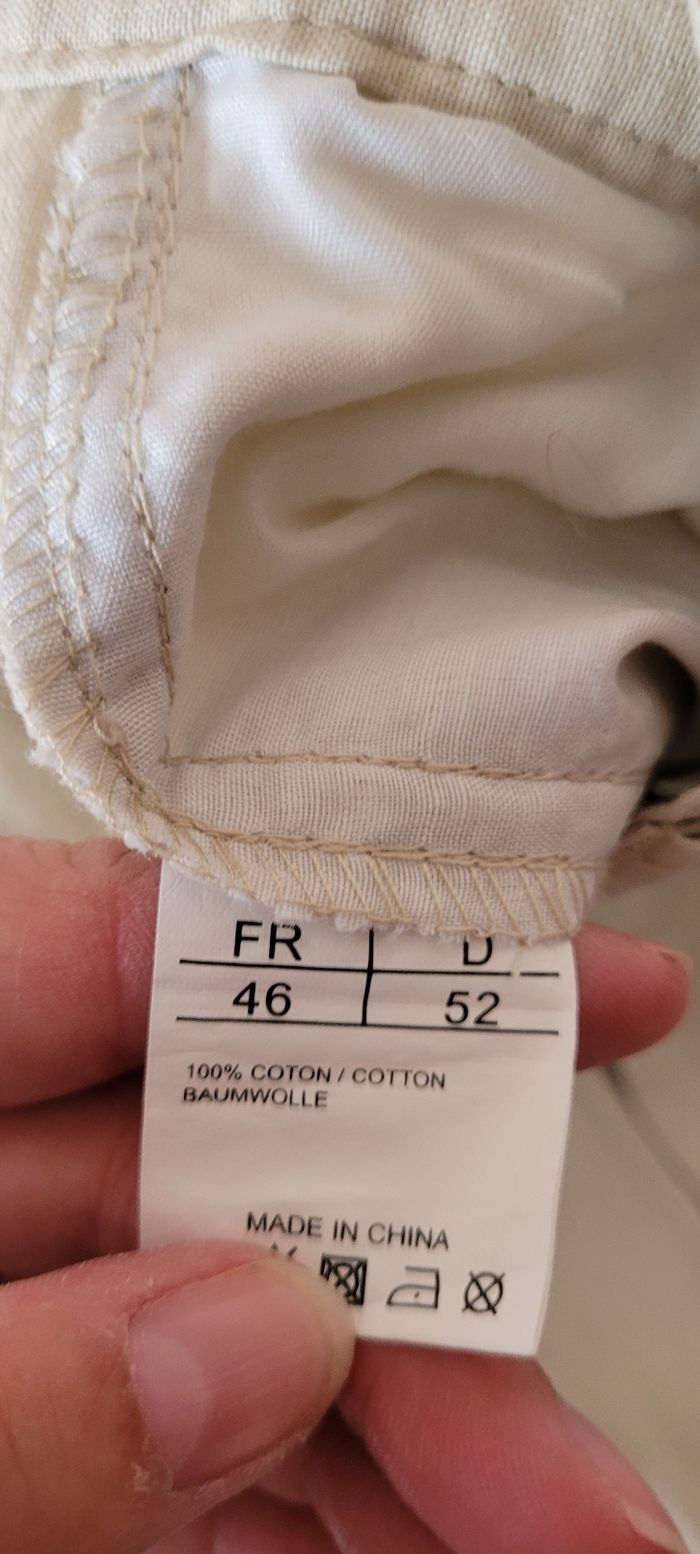 FR D
46 52
100% COTON / COTTON
BAUMWOLLE
MADE IN CHINA